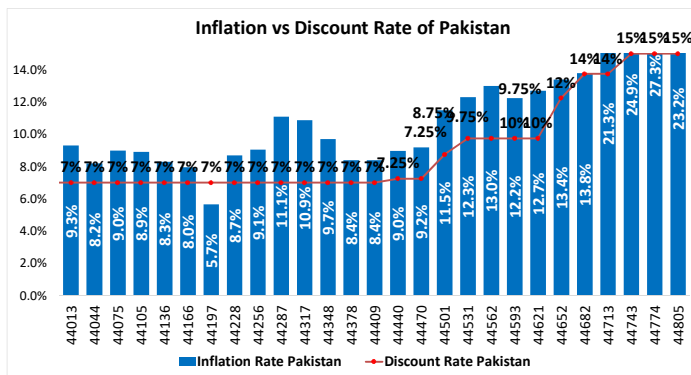 Inflation vs Discount Rate of Pakistan
15% 15% 15%
14% 14%
14.0%
12%
9.75%
12.0%
8.75% 9.75%
10% 10%
10.0%
7.25%
7.25%
8.0%
7% 7% 7% 7% 7% 7% 7% 7% 7% 7% 7% 7% 7% 7%
6.0%
4.0%
2.0%
0.0%
9.3% 8.2% 9.0% 8.9% 8.3% 8.0% 5.7% 8.7% 9.1% 11.1% 10.9% 9.7% 8.4% 8.4% 9.0% 9.2% 11.5% 12.3% 13.0% 12.2% 12.7% 13.4% 13.8% 21.3% 24.9% 27.3% 23.2%
44013 44044 44075 44105 44136 44166 44197 44228 44256 44287 44317 44348 44378 44409 44440 44470 44501 44531 44562 44593 44621 44652 44682 44713 44743 44774 44805
Inflation Rate Pakistan
Discount Rate Pakistan